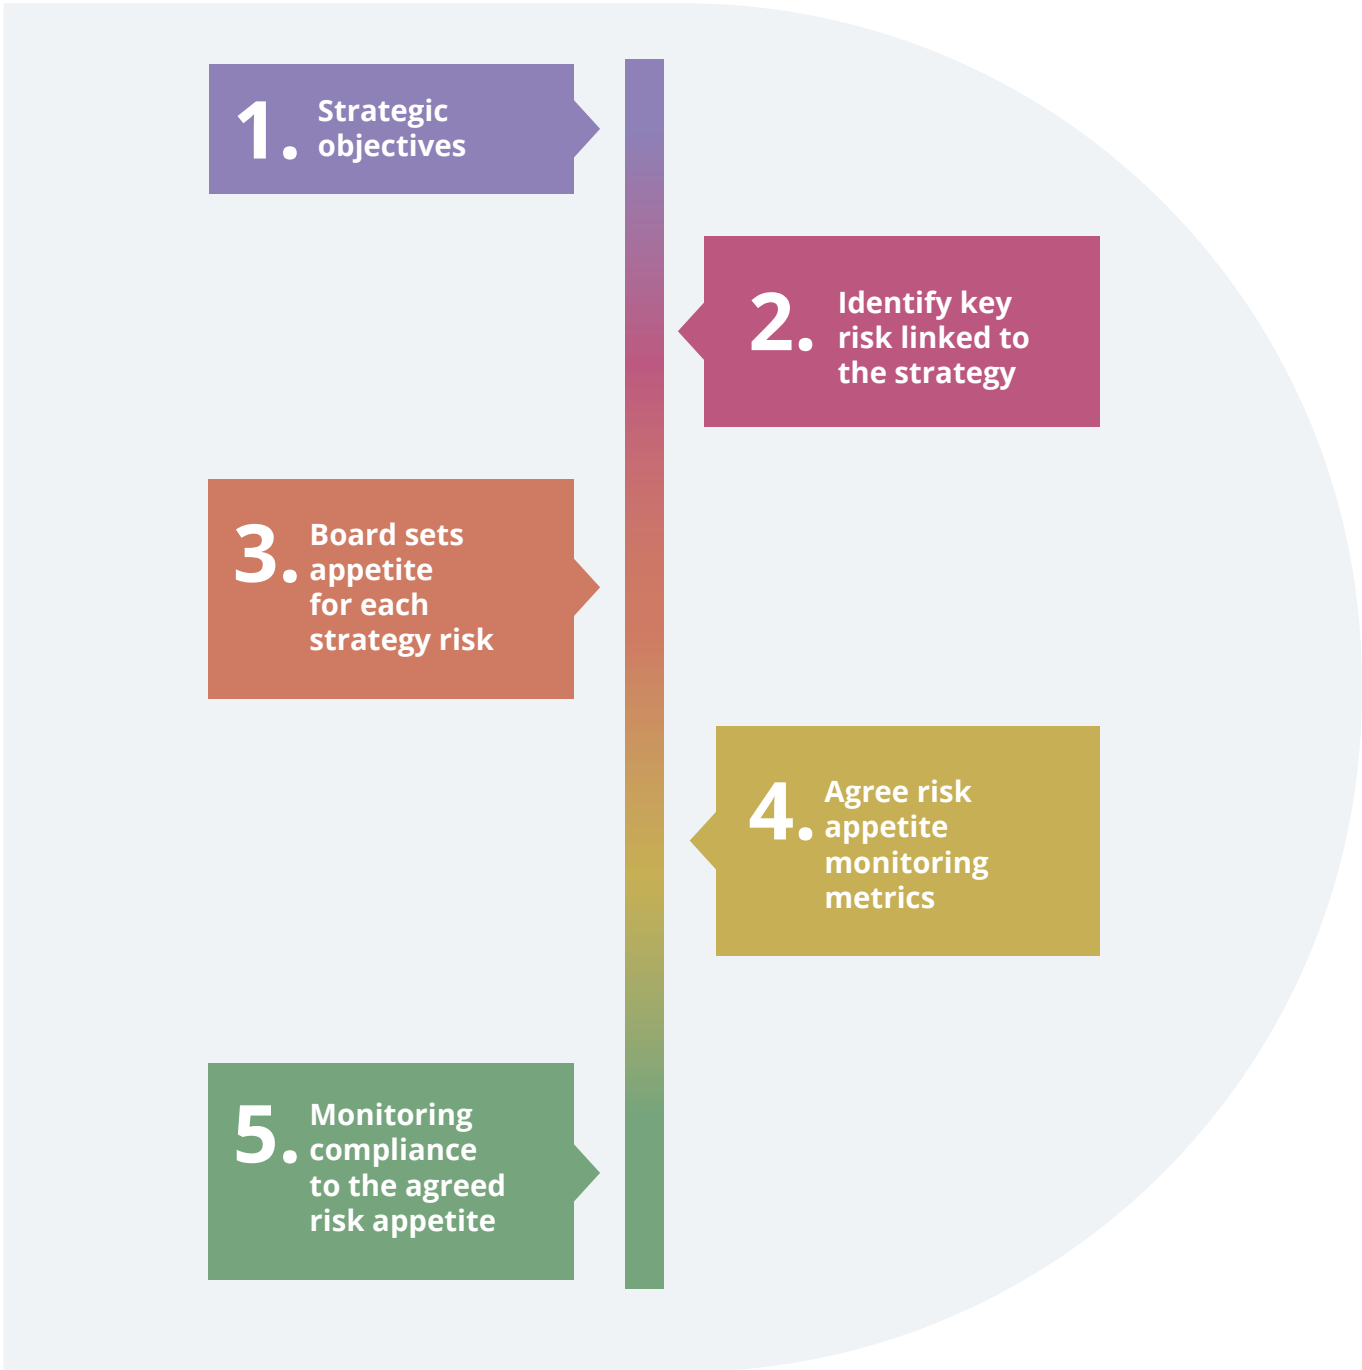 1. Strategic
objectives
2. Identify key
risk linked to
the strategy
3. Board sets
appetite
for each
strategy risk
4. Agree risk
appetite
monitoring
metrics
5. Monitoring
compliance
to the agreed
risk appetite